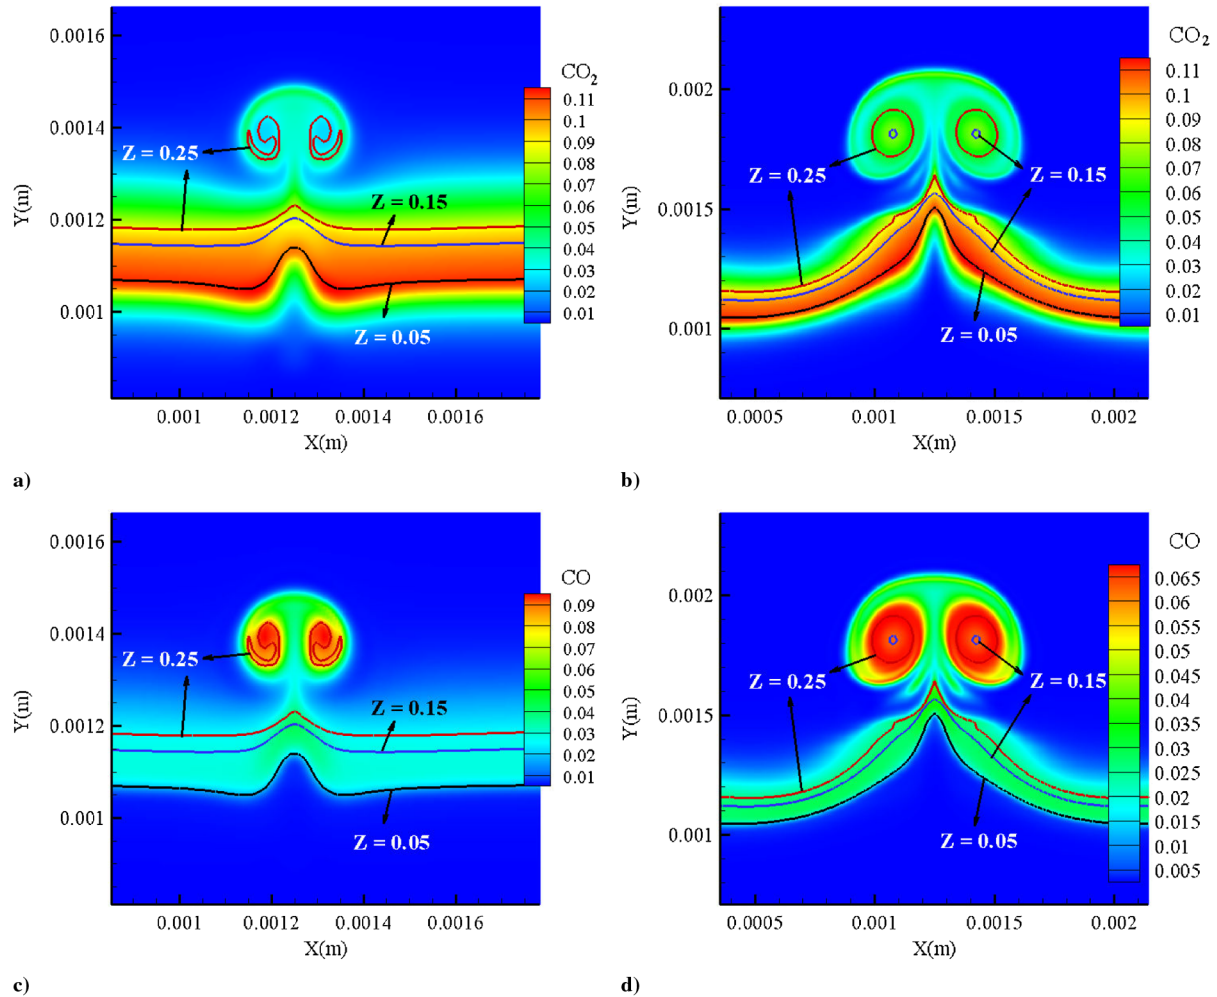 0.0016
0.0014
0.0012
0.001
Y(m)
0.001
0.0012
0.0014
0.0016
X(m)
CO2
0.11
0.1
0.09
0.08
0.07
0.06
0.05
0.04
0.03
0.02
0.01
Z = 0.25
Z = 0.15
Z = 0.05
a)
0.002
0.0015
0.001
Y(m)
0.0005
0.001
0.0015
0.002
X(m)
CO2
0.11
0.1
0.09
0.08
0.07
0.06
0.05
0.04
0.03
0.02
0.01
Z = 0.25
Z = 0.15
Z = 0.05
b)
0.0016
0.0014
0.0012
0.001
Y(m)
0.001
0.0012
0.0014
0.0016
X(m)
CO
0.09
0.08
0.07
0.06
0.05
0.04
0.03
0.02
0.01
Z = 0.25
Z = 0.15
Z = 0.05
c)
0.002
0.0015
0.001
Y(m)
0.0005
0.001
0.0015
0.002
X(m)
CO
0.065
0.06
0.055
0.05
0.045
0.04
0.035
0.03
0.025
0.02
0.015
0.01
0.005
Z = 0.25
Z = 0.15
Z = 0.05
d)